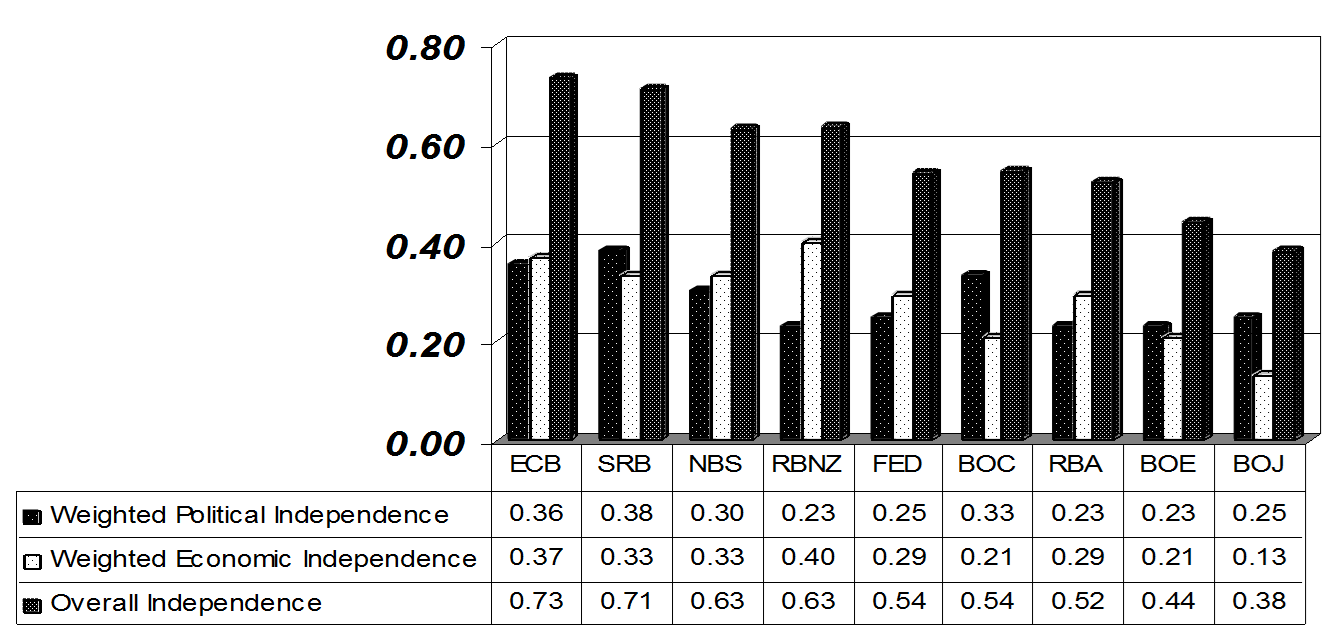 0.80
0.60
0.40
0.20
0.00
ECB SRB NBS RBNZ FED BOC RBA BOE BOJ
Weighted Political Independence 0.36 0.38 0.30 0.23 0.25 0.33 0.23 0.23 0.25
Weighted Economic Independence 0.37 0.33 0.33 0.40 0.29 0.21 0.29 0.21 0.13
Overall Independence 0.73 0.71 0.63 0.63 0.54 0.54 0.52 0.44 0.38